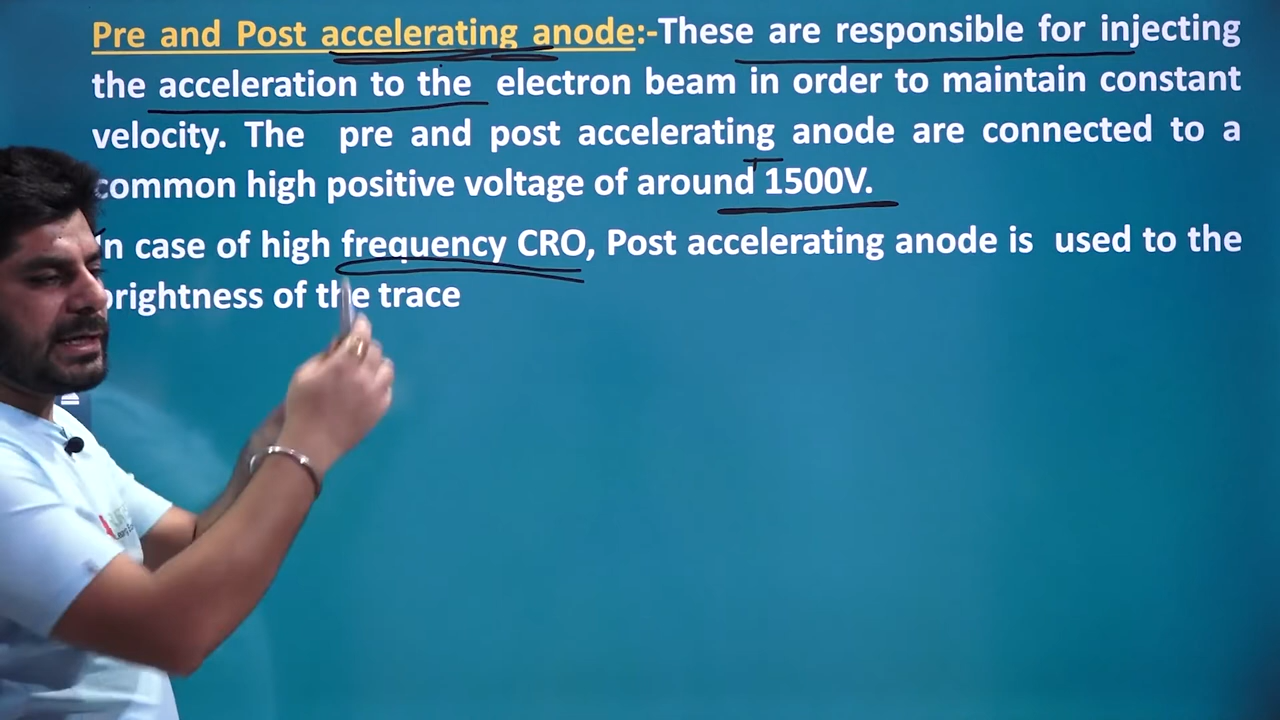 Pre and Post accelerating anode:-These are responsible for injecting
the acceleration to the electron beam in order to maintain constant
velocity. The pre and post accelerating anode are connected to a
common high positive voltage of around 1500V.
In case of high frequency CRO, Post accelerating anode is used to the
brightness of the trace